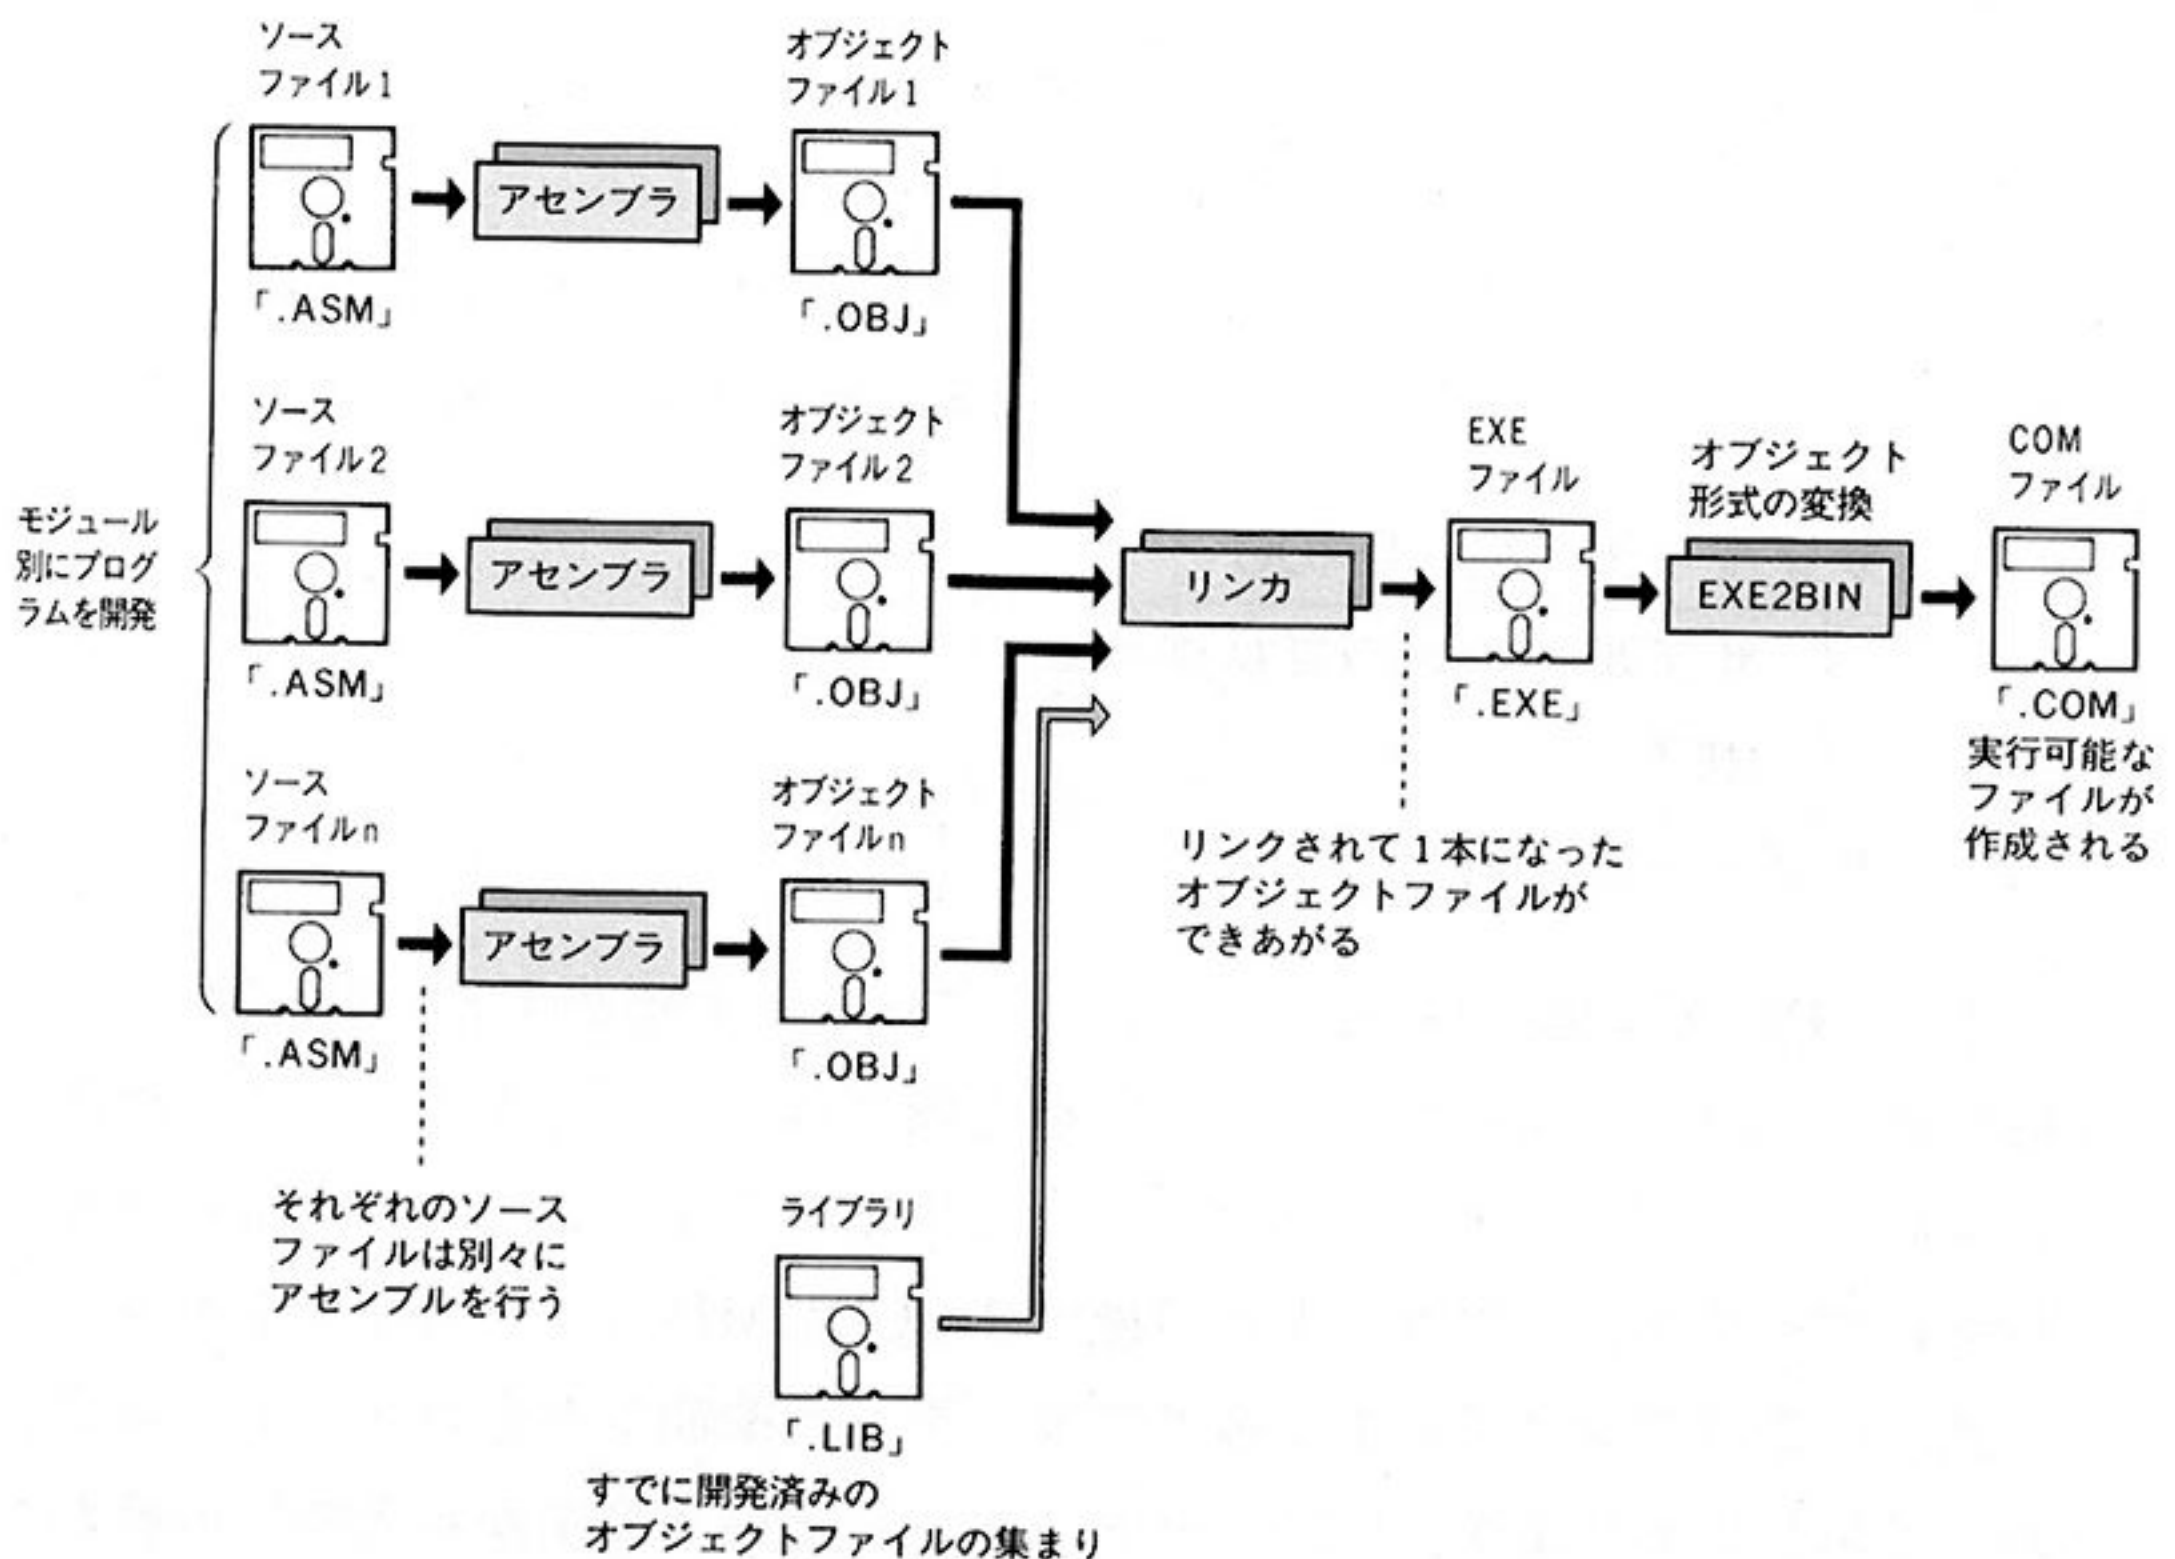 ソース
ファイル1
オブジェクト
ファイル1
アセンブラ
「.ASM」
「.OBJ」
モジュール
別にプログ
ラムを開発
ソース
ファイル2
オブジェクト
ファイル2
アセンブラ
「.ASM」
「.OBJ」
リンカ
EXE
ファイル
「.EXE」
オブジェクト
形式の変換
EXE2BIN
COM
ファイル
「.COM」
実行可能な
ファイルが
作成される
リンクされて1本になった
オブジェクトファイルが
できあがる
ソース
ファイルn
オブジェクト
ファイルn
アセンブラ
「.ASM」
「.OBJ」
それぞれのソース
ファイルは別々に
アセンブルを行う
ライブラリ
「.LIB」
すでに開発済みの
オブジェクトファイルの集まり